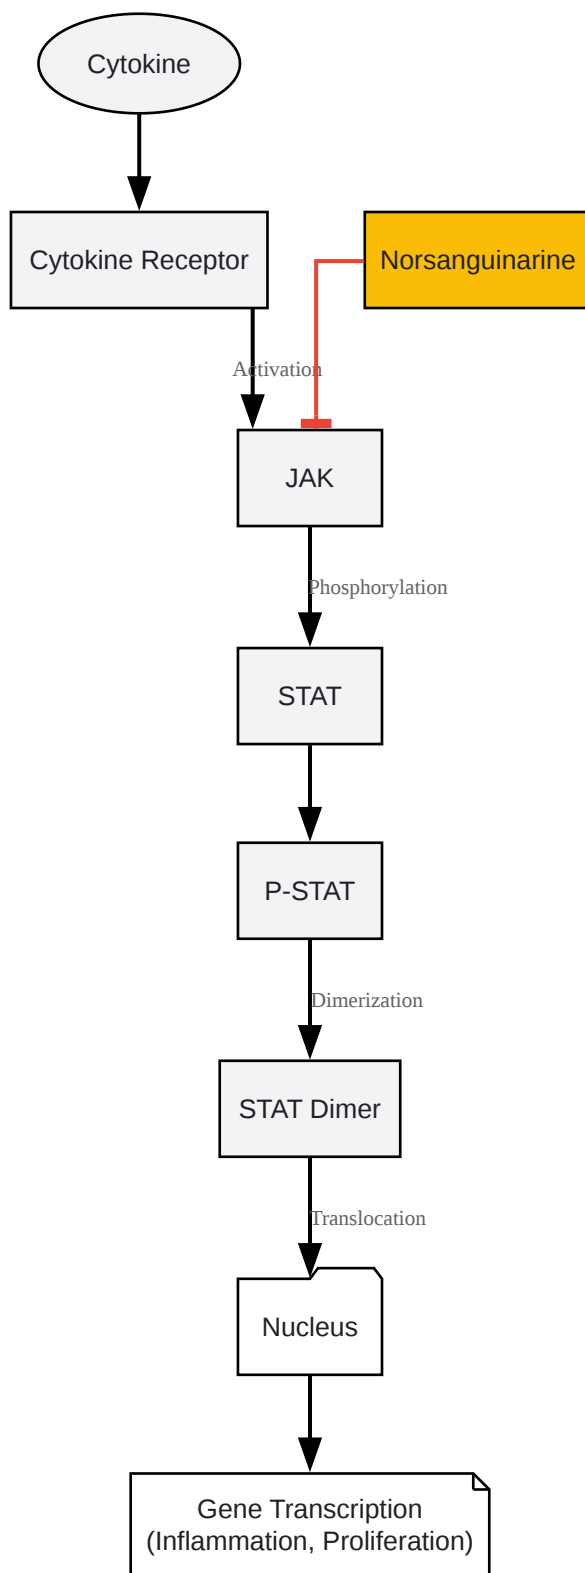 Cytokine
Cytokine Receptor
Norsanguinarine
Activation
JAK
Phosphorylation
STAT
P-STAT
Dimerization
STAT Dimer
Translocation
Nucleus
Gene Transcription
(Inflammation, Proliferation)